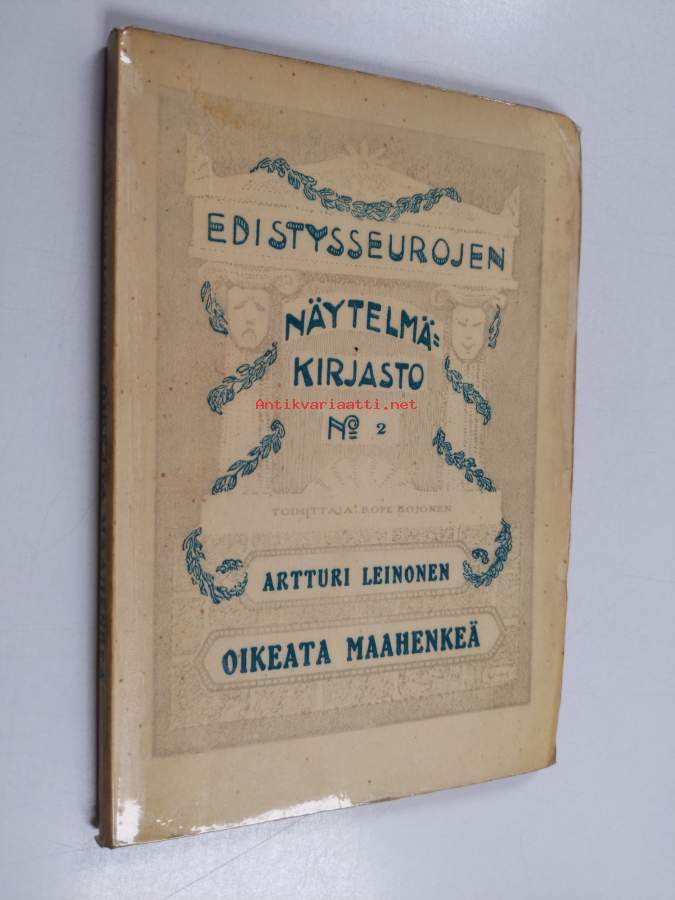 EDISTYSSEUROJEN
NÄYTELMÄ=
KIRJASTO
Antikvariaatti.net
No 2
TOIMITTAJA: ROPE KOJONEN
ARTTURI LEINONEN
OIKEATA MAAHENKEÄ